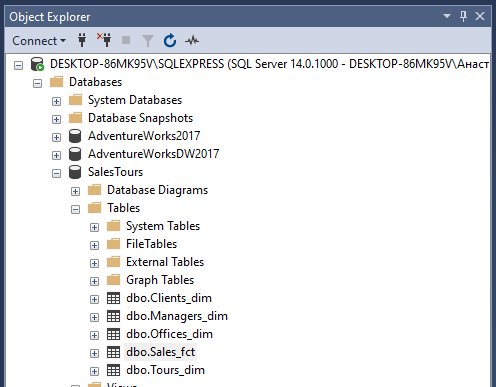 Object Explorer
Connect
DESKTOP-86MK95V\SQLEXPRESS (SQL Server 14.0.1000 - DESKTOP-86MK95V\Анаст
Databases
System Databases
Database Snapshots
AdventureWorks2017
AdventureWorksDW2017
SalesTours
Database Diagrams
Tables
System Tables
FileTables
External Tables
Graph Tables
dbo.Clients_dim
dbo.Managers_dim
dbo.Offices_dim
dbo.Sales_fct
dbo.Tours_dim
Views